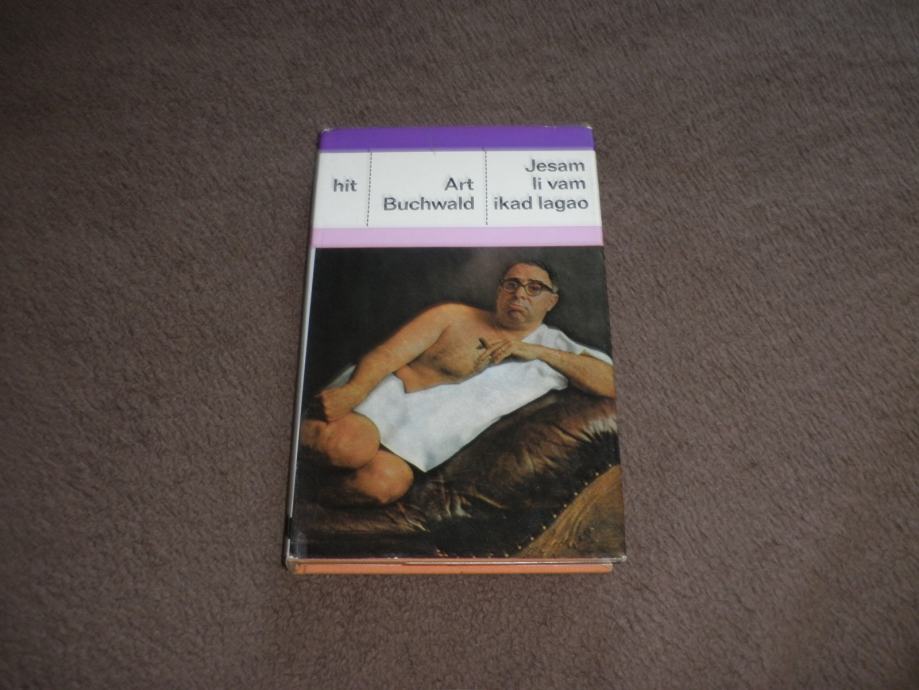 hit
Art
Buchwald
Jesam
li vam
ikad lagao